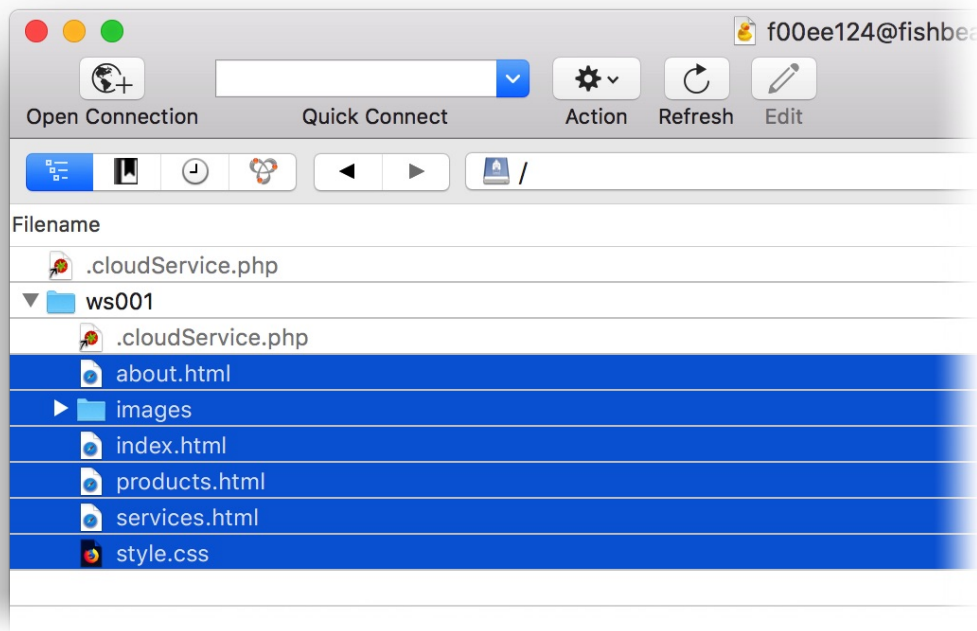 f00ee124@fishbea
Open Connection
Quick Connect
Action
Refresh
Edit
/
Filename
.cloudService.php
ws001
.cloudService.php
about.html
images
index.html
products.html
services.html
style.css